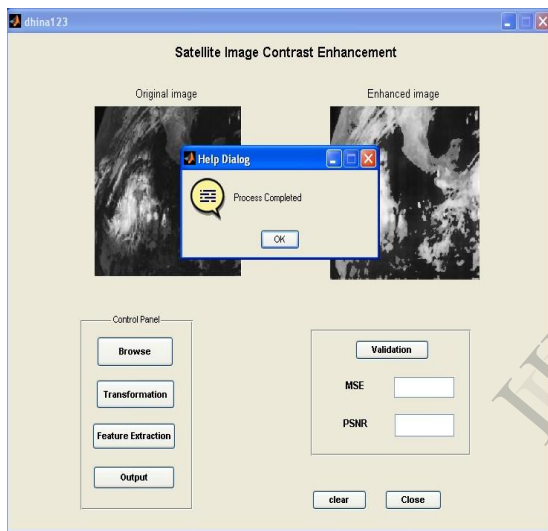 dhina123
Satellite Image Contrast Enhancement
Original image
Enhanced image
Help Dialog
Process Completed
OK
Control Panel
Browse
Transformation
Feature Extraction
Output
Validation
MSE
PSNR
clear
Close